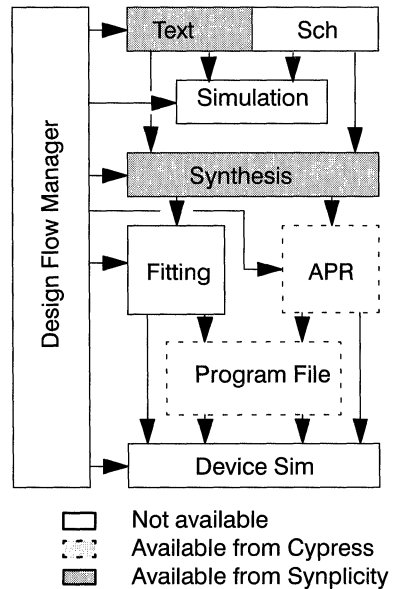 Text Sch
Simulation
Design Flow Manager
Synthesis
Fitting APR
Program File
Device Sim
Not available
Available from Cypress
Available from Synplicity